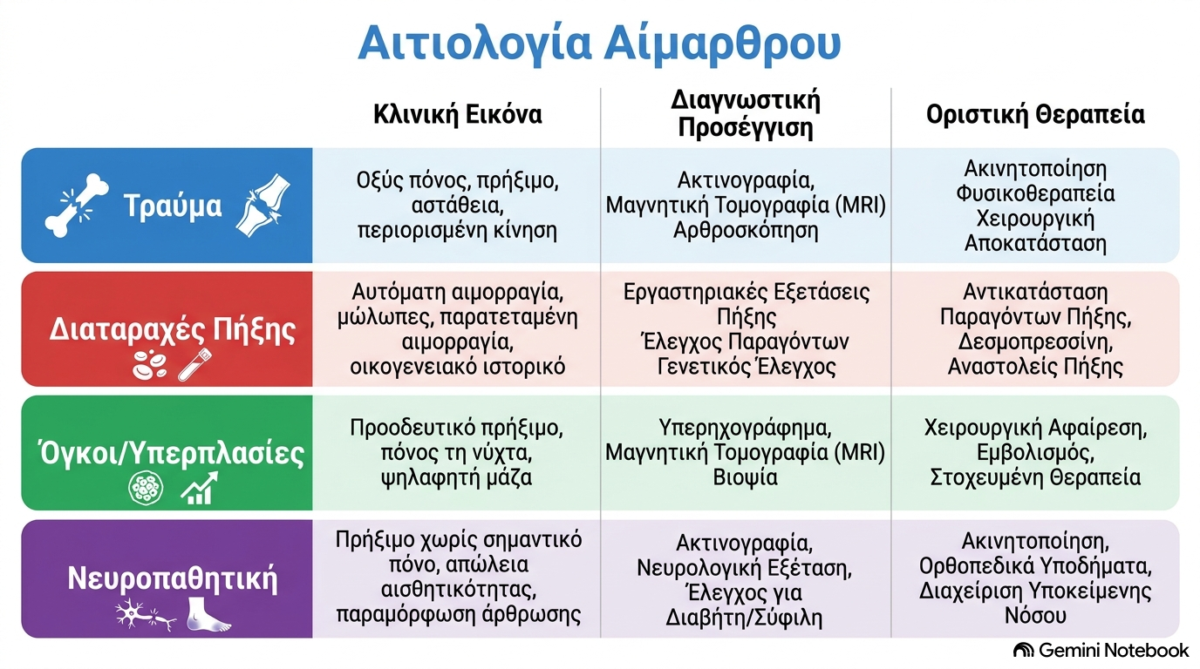 Αιτιολογία Αίμαρθρου
Κλινική Εικόνα
Διαγνωστική
Προσέγγιση
Οριστική Θεραπεία
Τραύμα
Οξύς πόνος, πρήξιμο,
αστάθεια,
περιορισμένη κίνηση
Ακτινογραφία,
Μαγνητική Τομογραφία (MRI)
Αρθροσκόπηση
Ακινητοποίηση
Φυσικοθεραπεία
Χειρουργική
Αποκατάσταση
Διαταραχές Πήξης
Αυτόματη αιμορραγία,
μώλωπες, παρατεταμένη
αιμορραγία,
οικογενειακό ιστορικό
Εργαστηριακές Εξετάσεις
Πήξης
Έλεγχος Παραγόντων
Γενετικός Έλεγχος
Αντικατάσταση
Παραγόντων Πήξης,
Δεσμοπρεσσίνη,
Αναστολείς Πήξης
Όγκοι/Υπερπλασίες
Προοδευτικό πρήξιμο,
πόνος τη νύχτα,
ψηλαφητή μάζα
Υπερηχογράφημα,
Μαγνητική Τομογραφία (MRI)
Βιοψία
Χειρουργική Αφαίρεση,
Εμβολισμός,
Στοχευμένη Θεραπεία
Νευροπαθητική
Πρήξιμο χωρίς σημαντικό
πόνο, απώλεια
αισθητικότητας,
παραμόρφωση άρθρωσης
Ακτινογραφία,
Νευρολογική Εξέταση,
Έλεγχος για
Διαβήτη/Σύφιλη
Ακινητοποίηση,
Ορθοπεδικά Υποδήματα,
Διαχείριση Υποκείμενης
Νόσου
Gemini Notebook